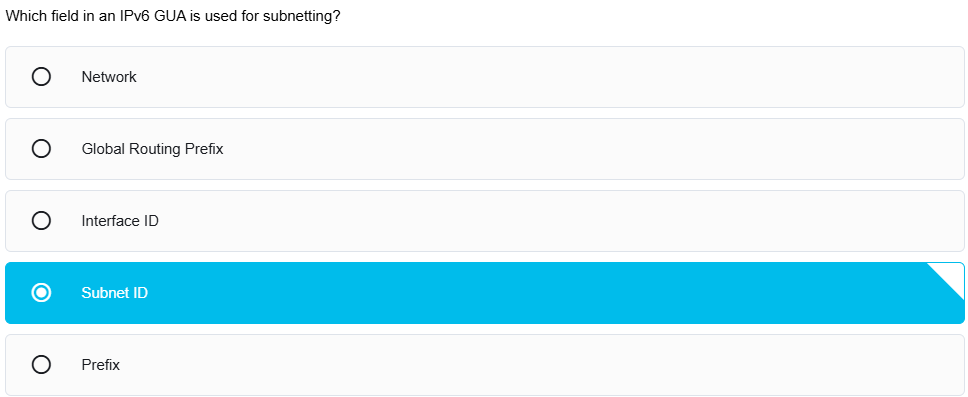 Which field in an IPv6 GUA is used for subnetting?
Network
Global Routing Prefix
Interface ID
Subnet ID
Prefix